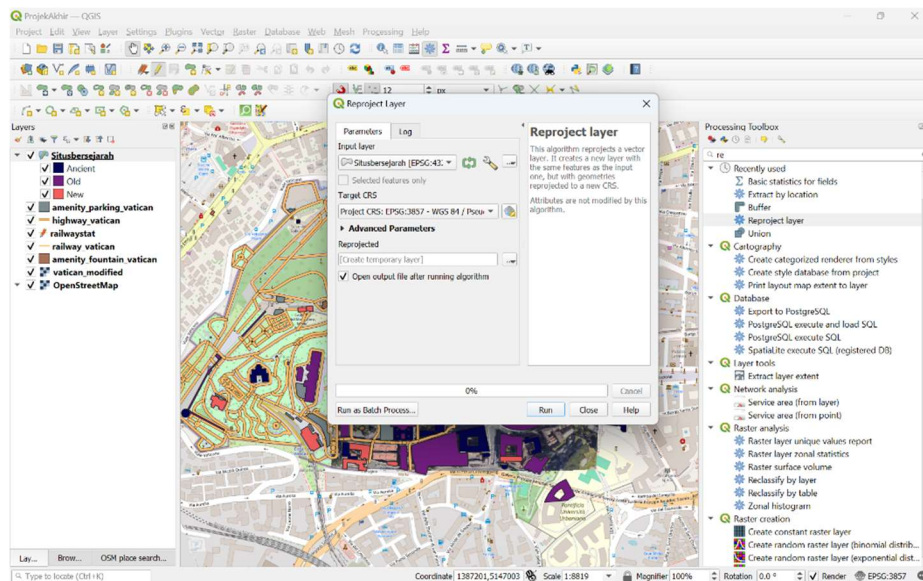 ProjekAkhir — QGIS
Project Edit View Layer Settings Plugins Vector Raster Database Web Mesh Processing Help
12 px
Layers
Situsbersejarah
Ancient
Old
New
amenity_parking_vatican
highway_vatican
railwaystat
railway vatican
amenity_fountain_vatican
vatican_modified
OpenStreetMap
Lay... Brow... OSM place search...
Reproject Layer
Parameters Log
Input layer
Situsbersejarah [EPSG:43
Selected features only
Target CRS
Project CRS: EPSG:3857 - WGS 84 / Pseu
Advanced Parameters
Reprojected
[Create temporary layer]
Open output file after running algorithm
Reproject layer
This algorithm reprojects a vector
layer. It creates a new layer with
the same features as the input
one, but with geometries
reprojected to a new CRS.
Attributes are not modified by this
algorithm.
0%
Cancel
Run as Batch Process...
Run Close Help
Processing Toolbox
re
Recently used
Basic statistics for fields
Extract by location
Buffer
Reproject layer
Union
Cartography
Create categorized renderer from styles
Create style database from project
Print layout map extent to layer
Database
Export to PostgreSQL
PostgreSQL execute and load SQL
PostgreSQL execute SQL
SpatiaLite execute SQL (registered DB)
Layer tools
Extract layer extent
Network analysis
Service area (from layer)
Service area (from point)
Raster analysis
Raster layer unique values report
Raster layer zonal statistics
Raster surface volume
Reclassify by layer
Reclassify by table
Zonal histogram
Raster creation
Create constant raster layer
Create random raster layer (binomial distrib...
Create random raster layer (exponential dist...
Pontificia
Università
Urbaniana
Type to locate (Ctrl+K)
Coordinate 1387201,5147003 Scale 1:8819 Magnifier 100% Rotation 0.0 ° Render EPSG:3857